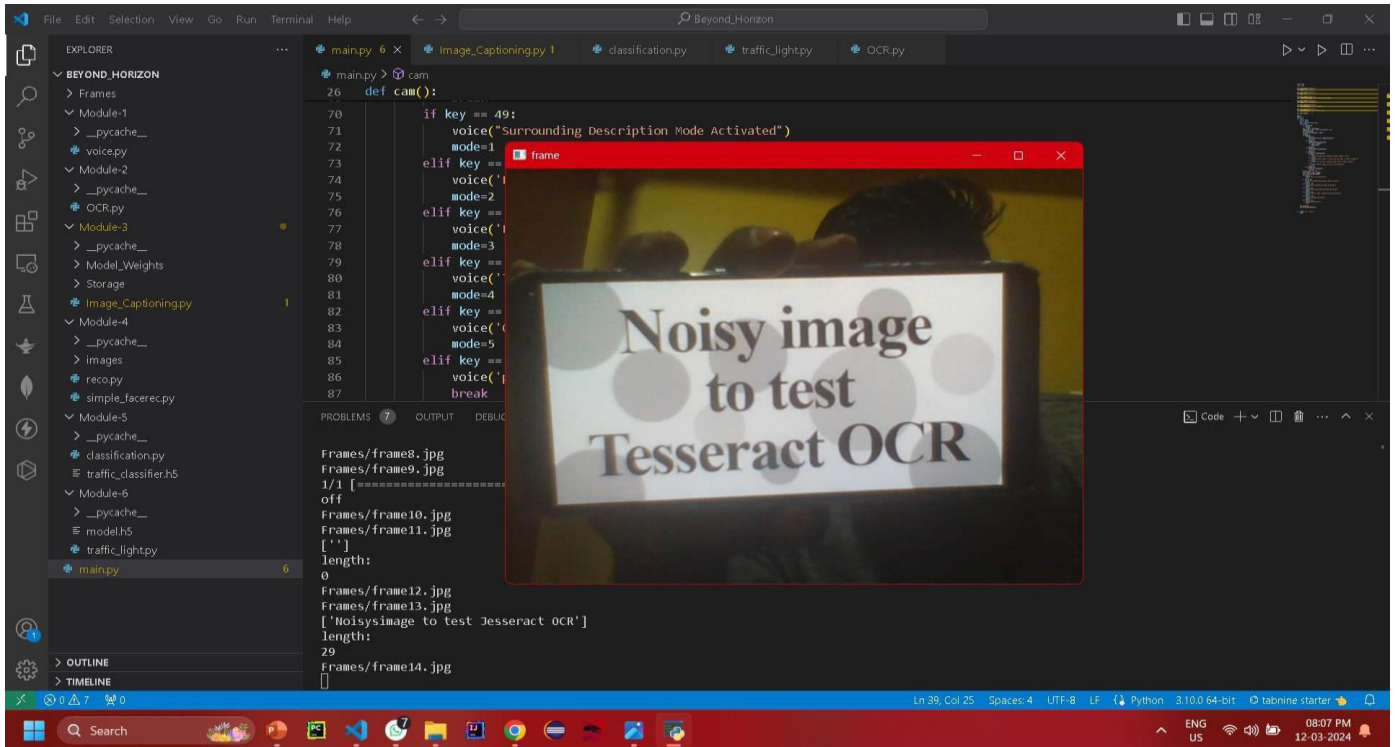 File Edit Selection View Go Run Terminal Help
Beyond_Horizon
EXPLORER
BEYOND_HORIZON
Frames
Module-1
__pycache__
voice.py
Module-2
__pycache__
OCR.py
Module-3
__pycache__
Model_Weights
Storage
Image_Captioning.py 1
Module-4
__pycache__
images
reco.py
simple_facerec.py
Module-5
__pycache__
classification.py
traffic_classifier.h5
Module-6
__pycache__
model.h5
traffic_light.py
main.py 6
OUTLINE
TIMELINE
main.py 6 Image_Captioning.py 1 classification.py traffic_light.py OCR.py
main.py > cam
26 def cam():
70 if key == 49:
71 voice("Surrounding Description Mode Activated")
72 mode=1
73 elif key ==
74 voice('
75 mode=2
76 elif key ==
77 voice('
78 mode=3
79 elif key ==
80 voice('
81 mode=4
82 elif key ==
83 voice('
84 mode=5
85 elif key ==
86 voice('
87 break
frame
Noisy image
to test
Tesseract OCR
PROBLEMS 7 OUTPUT DEBUG
Code
Frames/frame8.jpg
Frames/frame9.jpg
1/1 [======================
off
Frames/frame10.jpg
Frames/frame11.jpg
['']
length:
0
Frames/frame12.jpg
Frames/frame13.jpg
['Noisysimage to test Jesseract OCR']
length:
29
Frames/frame14.jpg
0 7 0
Ln 39, Col 25 Spaces: 4 UTF-8 LF Python 3.10.0 64-bit tabnine starter
Search
ENG
US
08:07 PM
12-03-2024